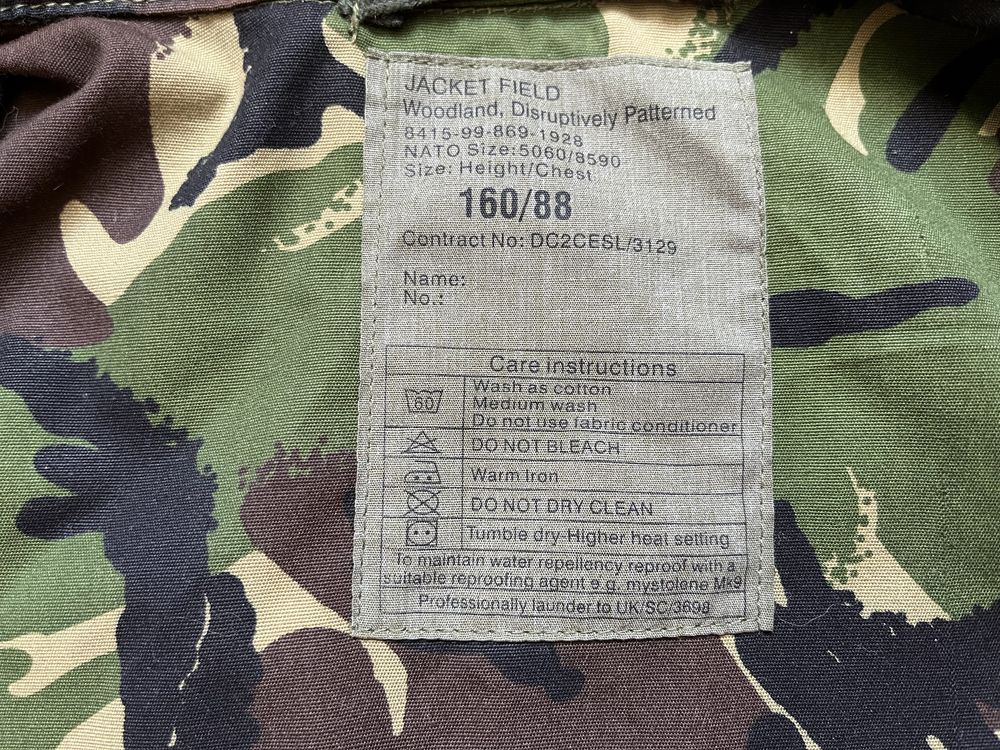 JACKET FIELD
Woodland, Disruptively Patterned
8415-99-869-1928
NATO Size:5060/8590
Size: Height/Chest
160/88
Contract No: DC2CESL/3129
Name:
No.:
Care instructions
60
Wash as cotton
Medium wash
Do not use fabric conditioner
DO NOT BLEACH
Warm Iron
DO NOT DRY CLEAN
Tumble dry-Higher heat setting
To maintain water repellency reproof with a
suitable reproofing agent e.g. mystolene Mk9
Professionally launder to UK/SC/3698